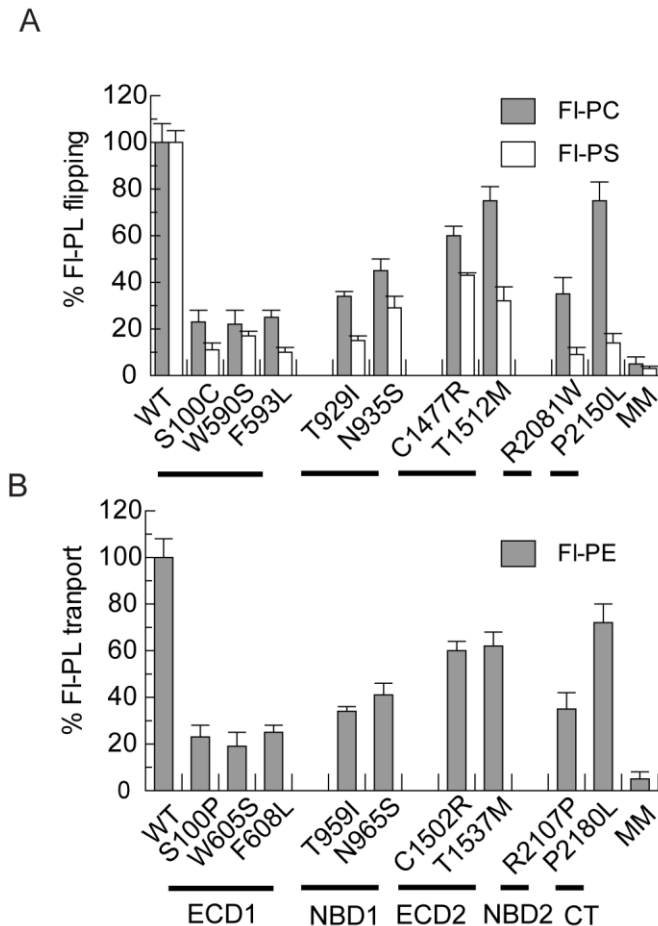 A
120
100
80
60
40
20
0
% Fl-PL flipping
Fl-PC
Fl-PS
WT
S100C
W590S
F593L
T929I
N935S
C1477R
T1512M
R2081W
P2150L
MM
B
120
100
80
60
40
20
0
% Fl-PL tranport
Fl-PE
WT
S100P
W605S
F608L
T959I
N965S
C1502R
T1537M
R2107P
P2180L
MM
ECD1
NBD1
ECD2
NBD2
CT